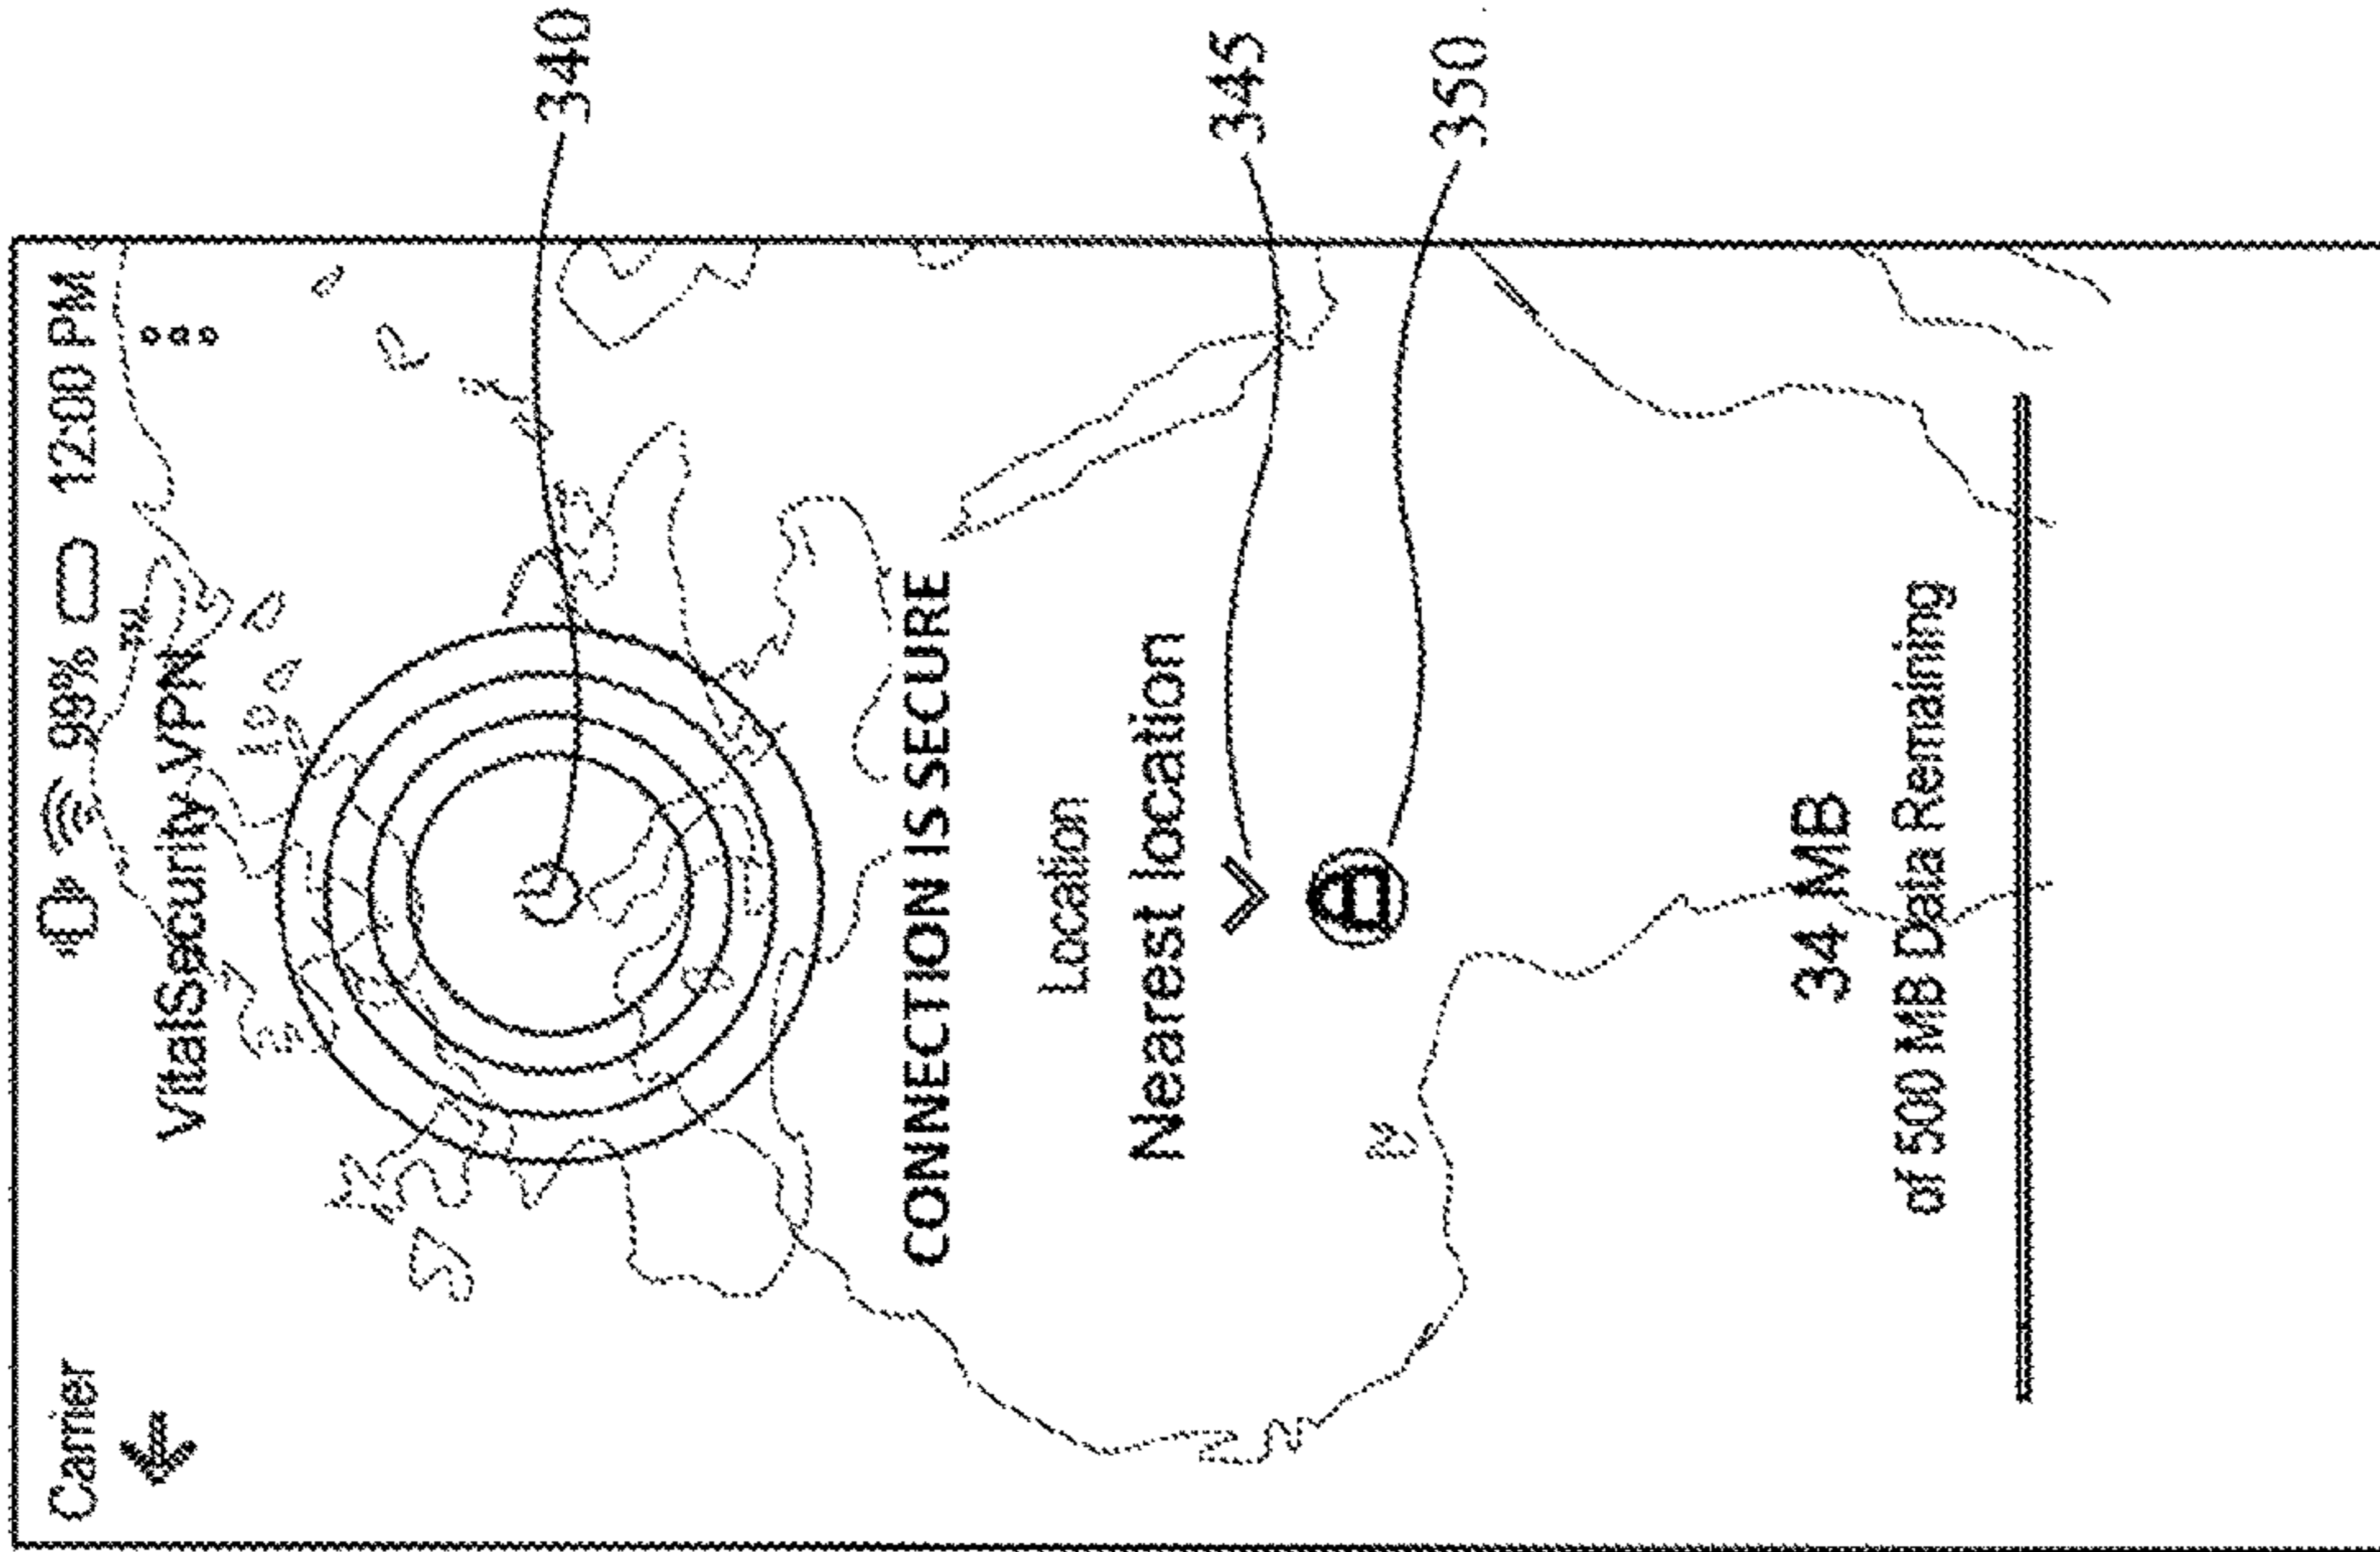 Carrier 99% 12:00 PM
VitalSecurity VPN
340
CONNECTION IS SECURE
Location
Nearest location
345
350
34 MB
of 500 MB Data Remaining